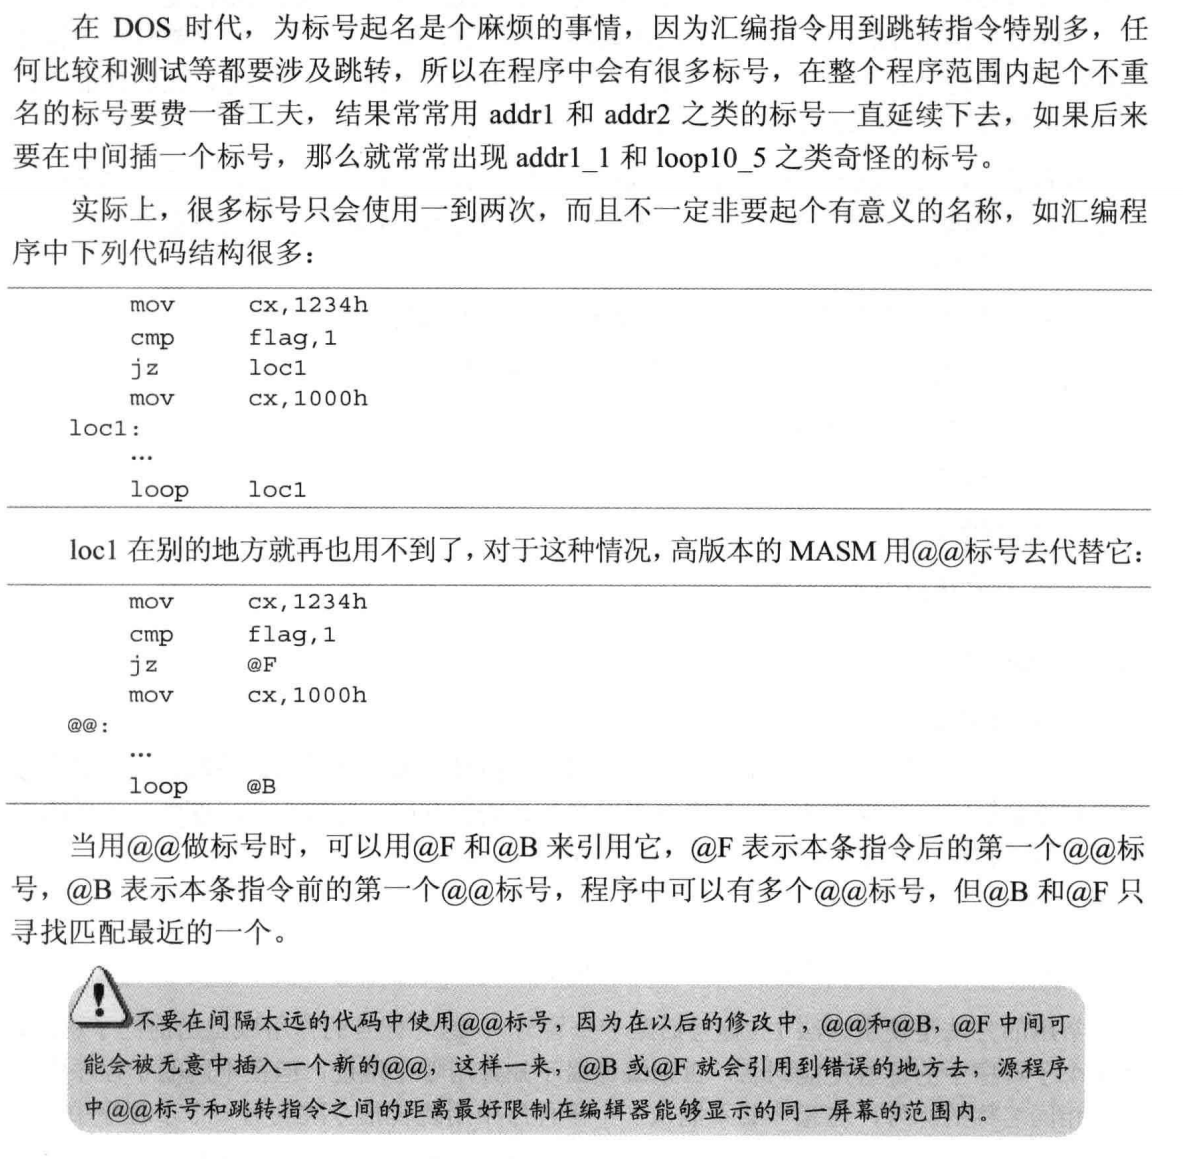 在 DOS 时代，为标号起名是个麻烦的事情，因为汇编指令用到跳转指令特别多，任
何比较和测试等都要涉及跳转，所以在程序中会有很多标号，在整个程序范围内起个不重
名的标号要费一番工夫，结果常常用 addr1 和 addr2 之类的标号一直延续下去，如果后来
要在中间插一个标号，那么就常常出现 addr1_1 和 loop10_5 之类奇怪的标号。
实际上，很多标号只会使用一到两次，而且不一定非要起个有意义的名称，如汇编程
序中下列代码结构很多：
mov cx,1234h
cmp flag,1
jz loc1
mov cx,1000h
loc1:
…
loop loc1
loc1 在别的地方就再也用不到了，对于这种情况，高版本的 MASM 用@@标号去代替它：
mov cx,1234h
cmp flag,1
jz @F
mov cx,1000h
@@:
…
loop @B
当用@@做标号时，可以用@F 和@B 来引用它，@F 表示本条指令后的第一个@@标
号，@B 表示本条指令前的第一个@@标号，程序中可以有多个@@标号，但@B 和@F 只
寻找匹配最近的一个。
不要在间隔太远的代码中使用@@标号，因为在以后的修改中，@@和@B，@F 中间可
能会被无意中插入一个新的@@，这样一来，@B 或@F 就会引用到错误的地方去，源程序
中@@标号和跳转指令之间的距离最好限制在编辑器能够显示的同一屏幕的范围内。